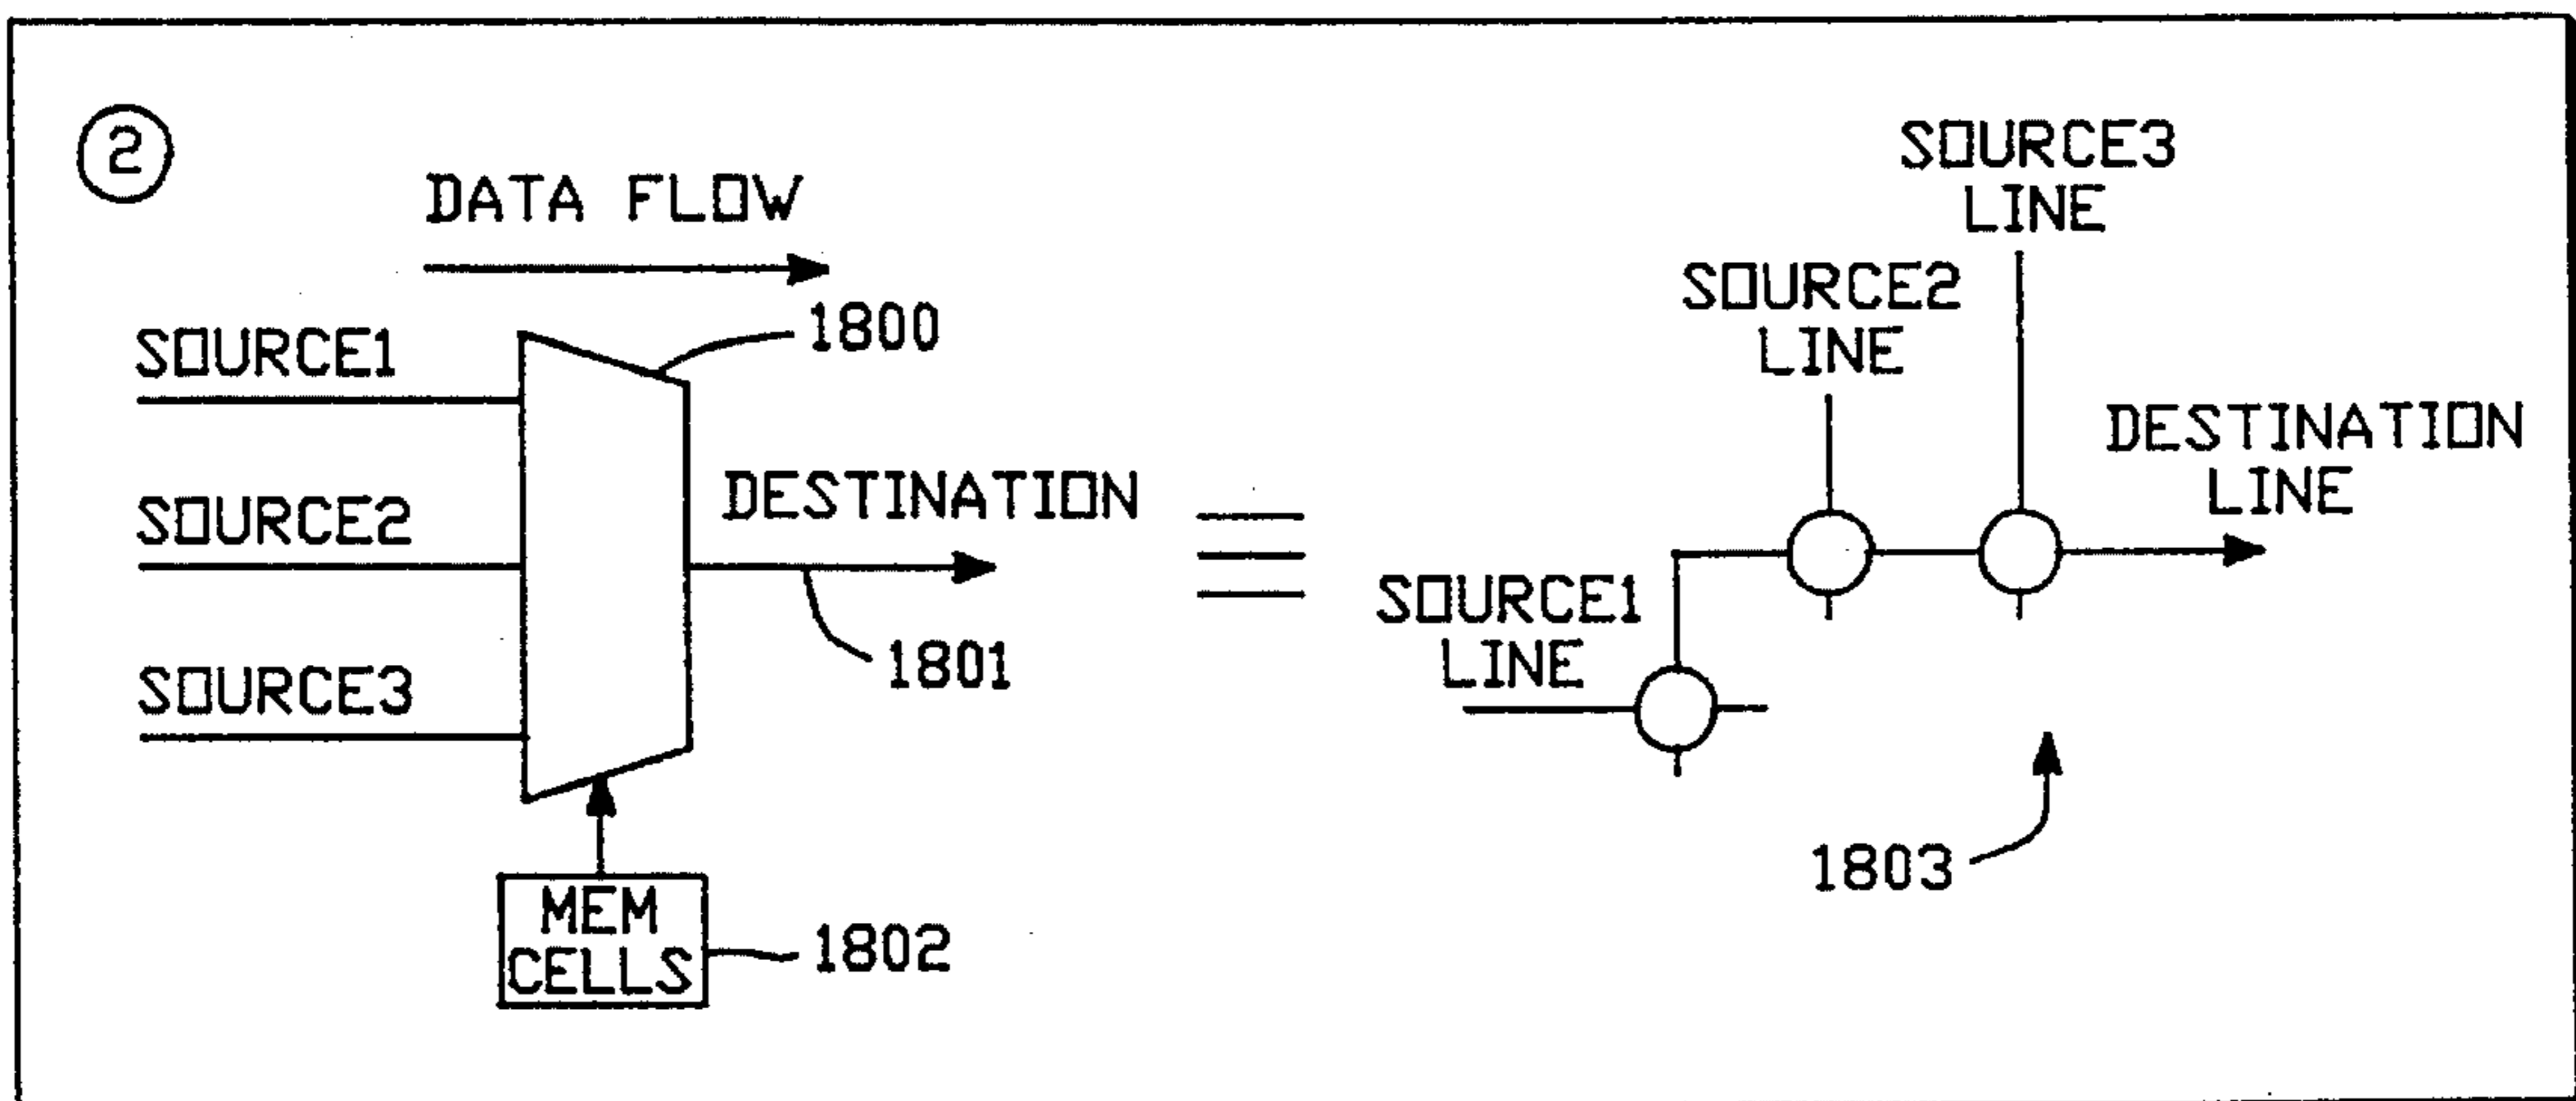 2
DATA FLOW
1800
SOURCE1
SOURCE2
SOURCE3
DESTINATION
1801
MEM
CELLS
1802
SOURCE3
LINE
SOURCE2
LINE
DESTINATION
LINE
SOURCE1
LINE
1803